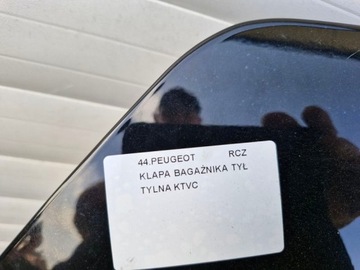 44.PEUGEOT RCZ
KLAPA BAGAŻNIKA TYŁ
TYLNA KTVC